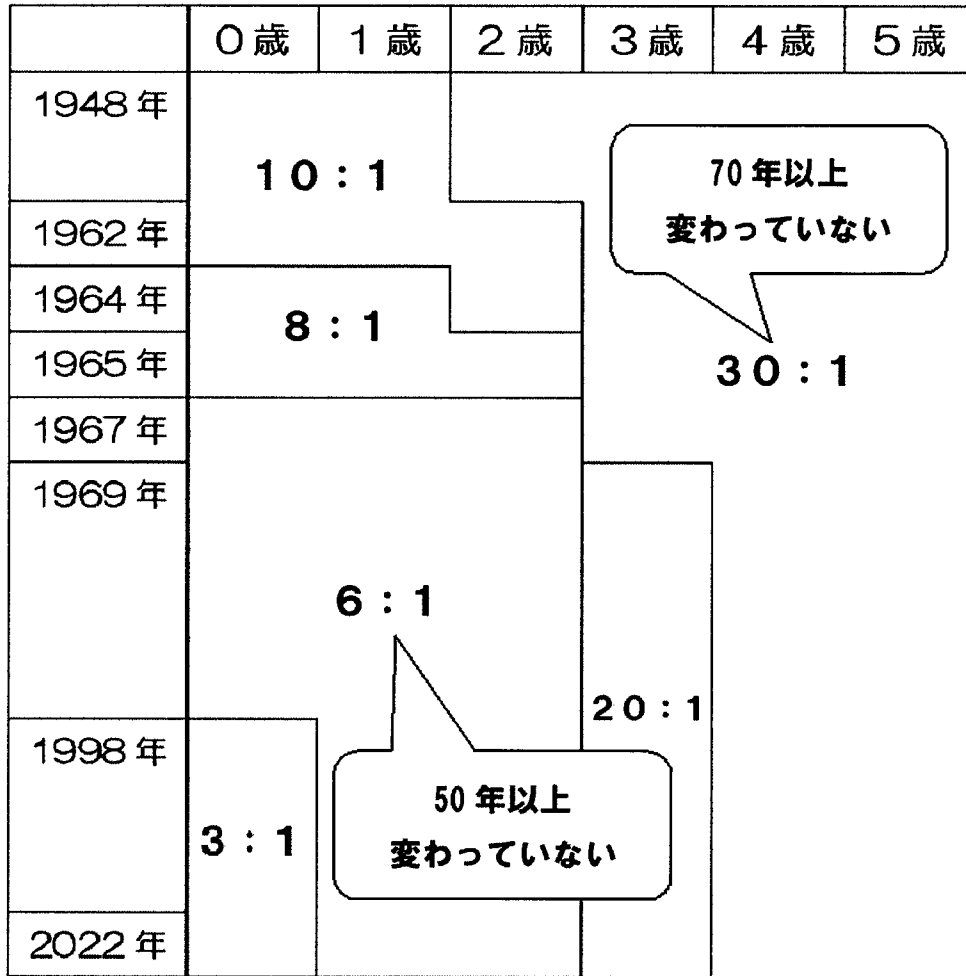 ０歳 １歳 ２歳 ３歳 ４歳 ５歳
1948年
10：1
70年以上
変わっていない
1962年
1964年
8：1
1965年
30：1
1967年
1969年
6：1
20：1
1998年
50年以上
変わっていない
3：1
2022年